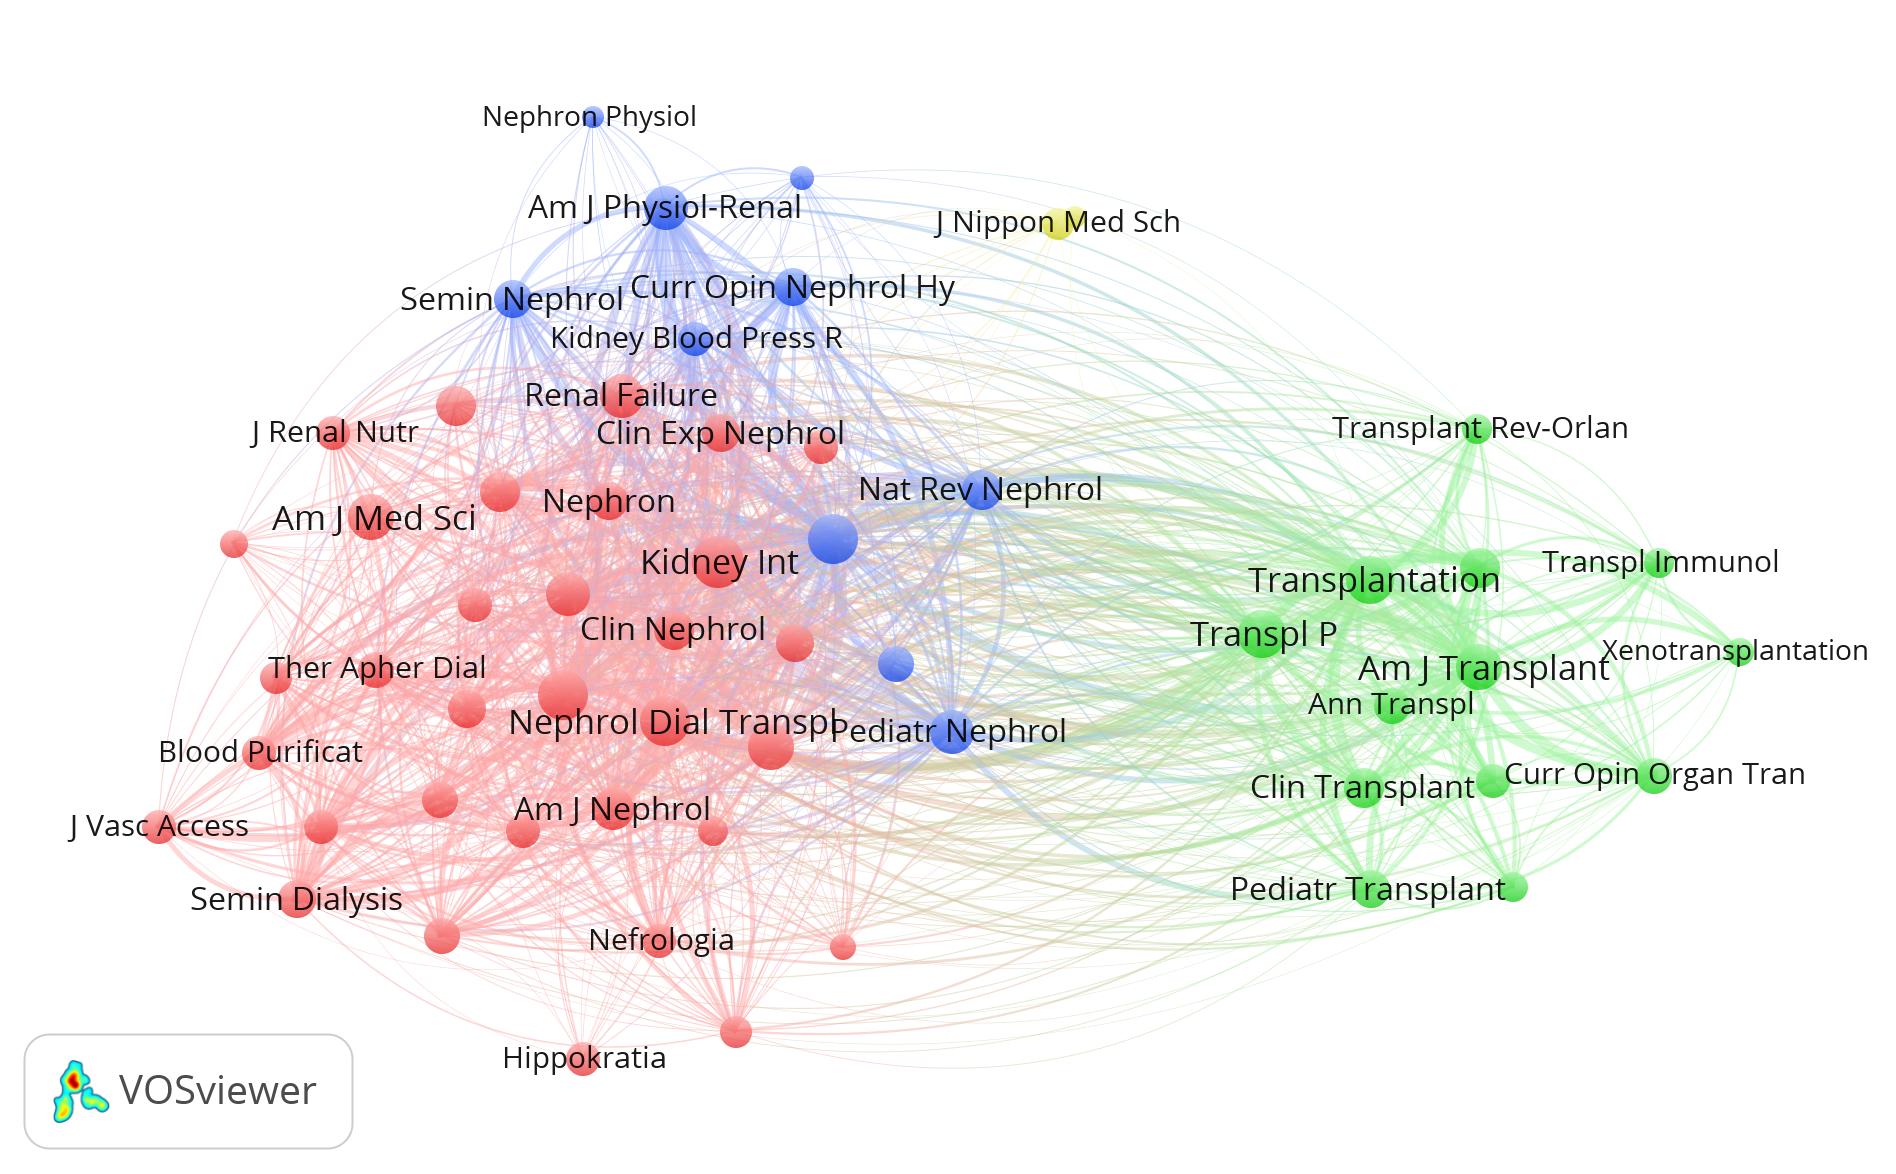 Nephron Physiol
Am J Physiol-Renal
J Nippon Med Sch
Semin Nephrol
Curr Opin Nephrol Hy
Kidney Blood Press R
Renal Failure
J Renal Nutr
Clin Exp Nephrol
Transplant Rev-Orlan
Nat Rev Nephrol
Nephron
Am J Med Sci
Kidney Int
Transplantation
Transpl Immunol
Clin Nephrol
Transpl P
Xenotransplantation
Ther Apher Dial
Am J Transplant
Ann Transpl
Nephrol Dial Transpl
Pediatr Nephrol
Blood Purificat
Curr Opin Organ Tran
Clin Transplant
Am J Nephrol
J Vasc Access
Pediatr Transplant
Semin Dialysis
Nefrologia
Hippokratia
VOSviewer